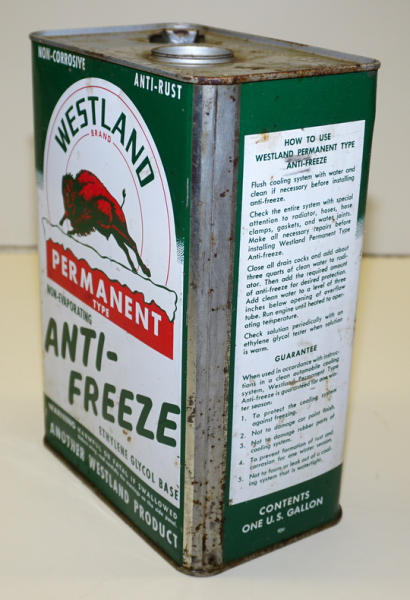 NON-CORROSIVE
ANTI-RUST
WESTLAND
BRAND
PERMANENT
TYPE
NON-EVAPORATING
ANTI-
FREEZE
ETHYLENE GLYCOL BASE
WARNING HARMFUL OR FATAL IF SWALLOWED
ANOTHER WESTLAND PRODUCT
HOW TO USE
WESTLAND PERMANENT TYPE
ANTI-FREEZE
Flush cooling system with water and
clean if necessary before installing
anti-freeze.
Check the entire system with special
attention to radiator, hoses, hose
clamps, gaskets, and water joints.
Make all necessary repairs before
installing Westland Permanent Type
Anti-freeze.
Close all drain cocks and add about
three quarts of clean water to radi-
ator. Then add the required amount
of anti-freeze for desired protection.
Add clean water to a level of three
inches below opening of overflow
tube. Run engine until heated to oper-
ating temperature.
Check solution periodically with an
ethylene glycol tester when solution
is warm.
GUARANTEE
When used in accordance with instruc-
tions in a clean automobile cooling
system, Westland Permanent Type
Anti-freeze is guaranteed for one win-
ter season:
1. To protect the cooling system
against freezing.
2. Not to damage car paint finish.
3. Not to damage rubber parts of
cooling system.
4. To prevent formation of rust and
corrosion for one winter season.
5. Not to foam or leak out of a cool-
ing system that is watertight.
CONTENTS
ONE U.S. GALLON